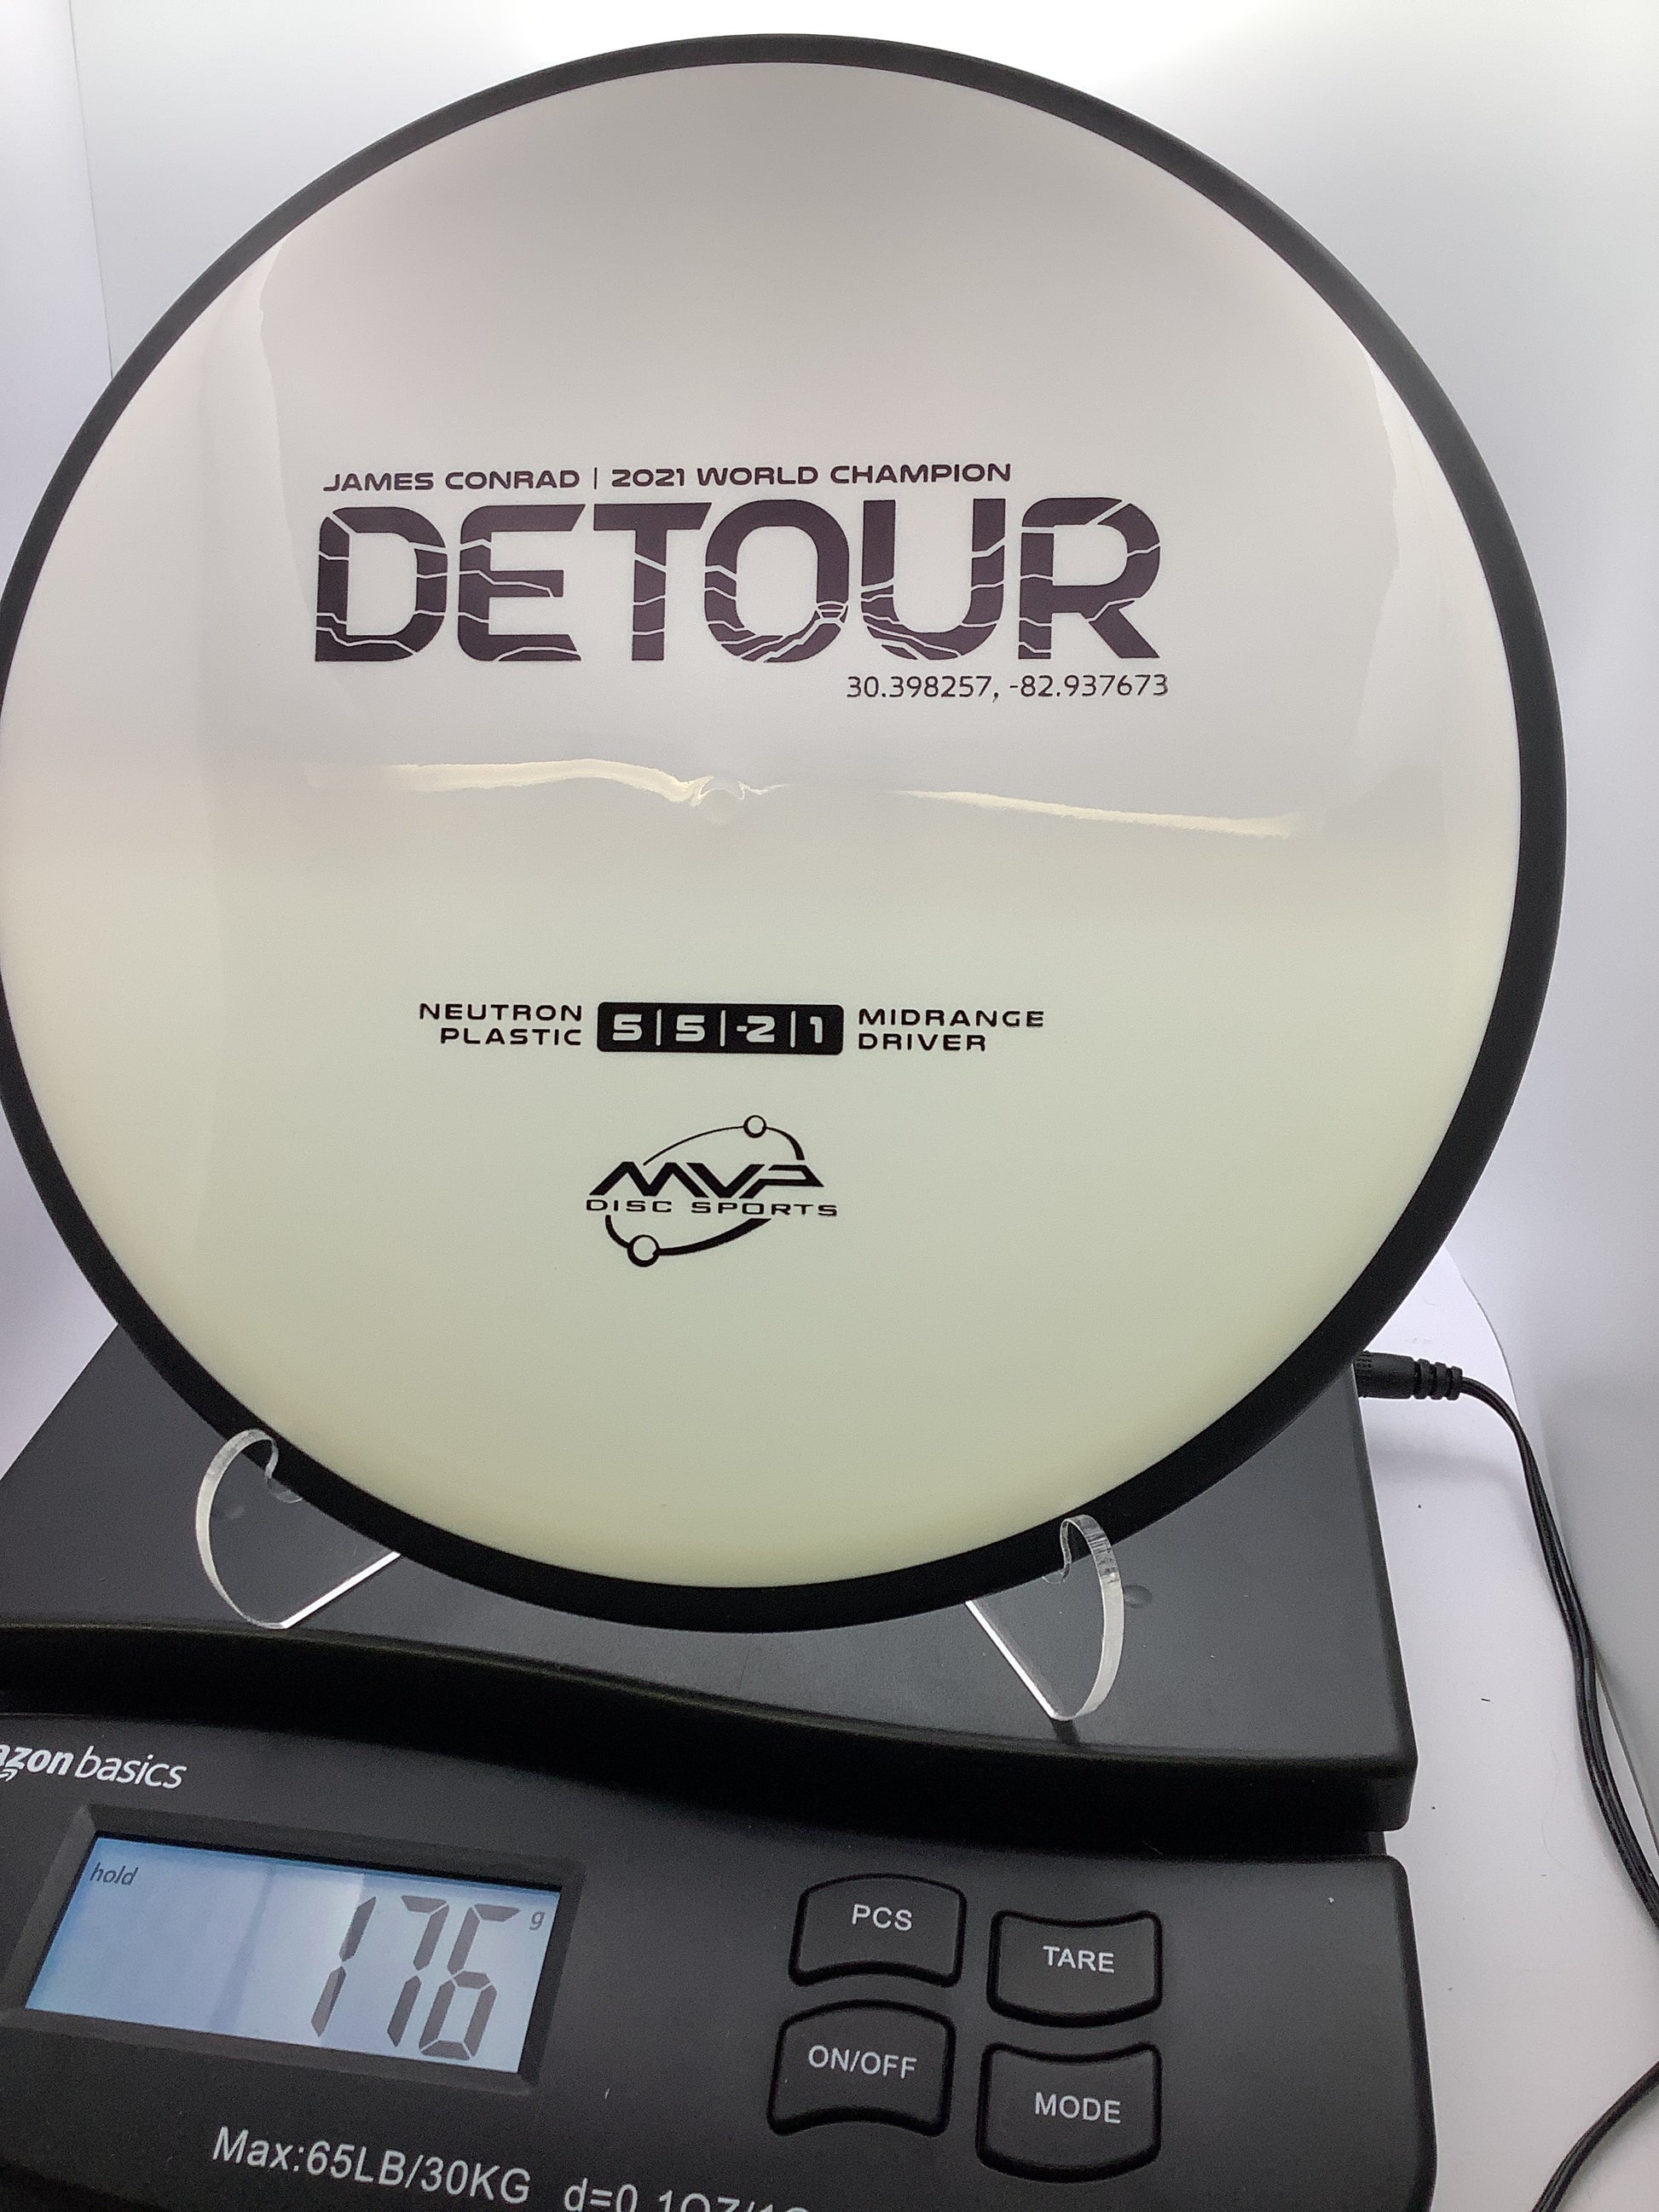 JAMES CONRAD | 2021 WORLD CHAMPION
DETOUR
30.398257, -82.937673
NEUTRON PLASTIC
5|5|-2|1
MIDRANGE DRIVER
MVP
DISC SPORTS
basics
hold
176 g
PCS
TARE
ON/OFF
MODE
Max:65LB/30KG